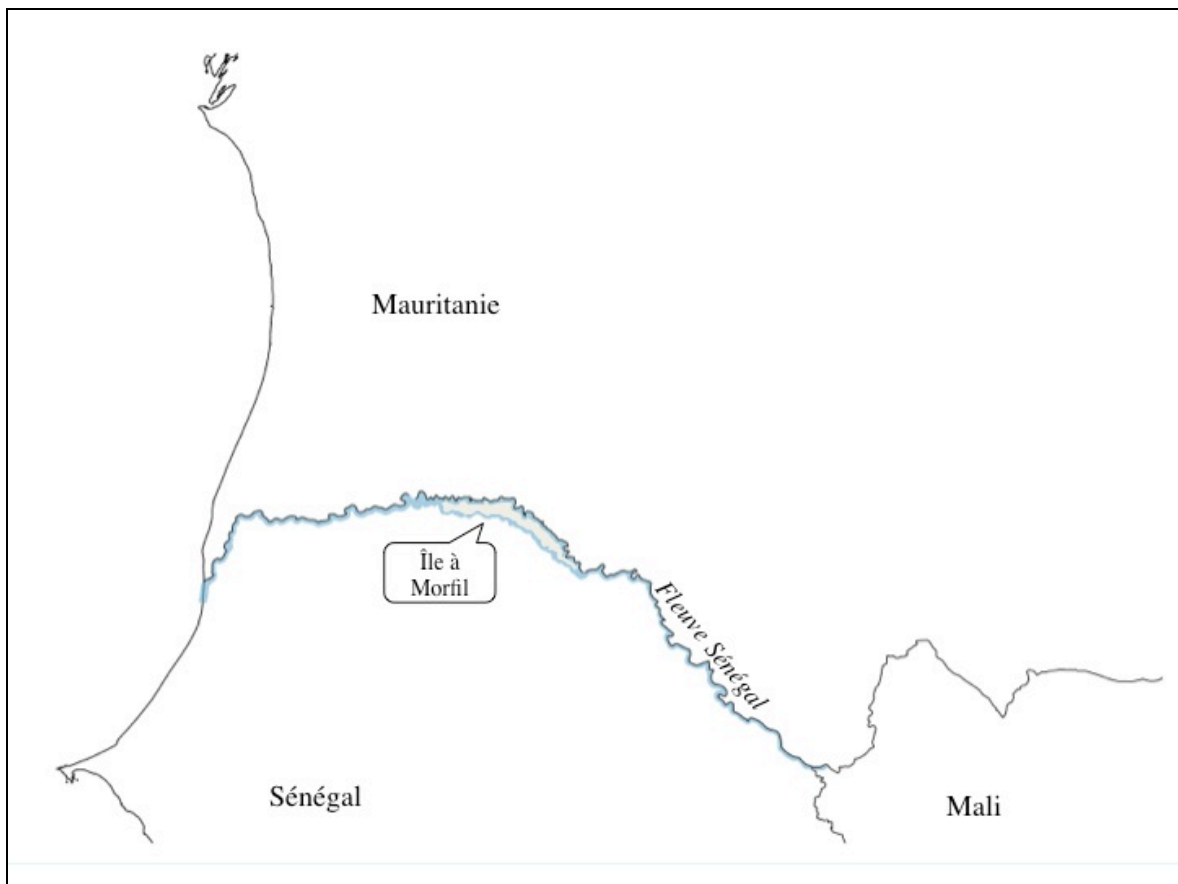 Mauritanie
Île à
Morfil
Fleuve Sénégal
Sénégal
Mali